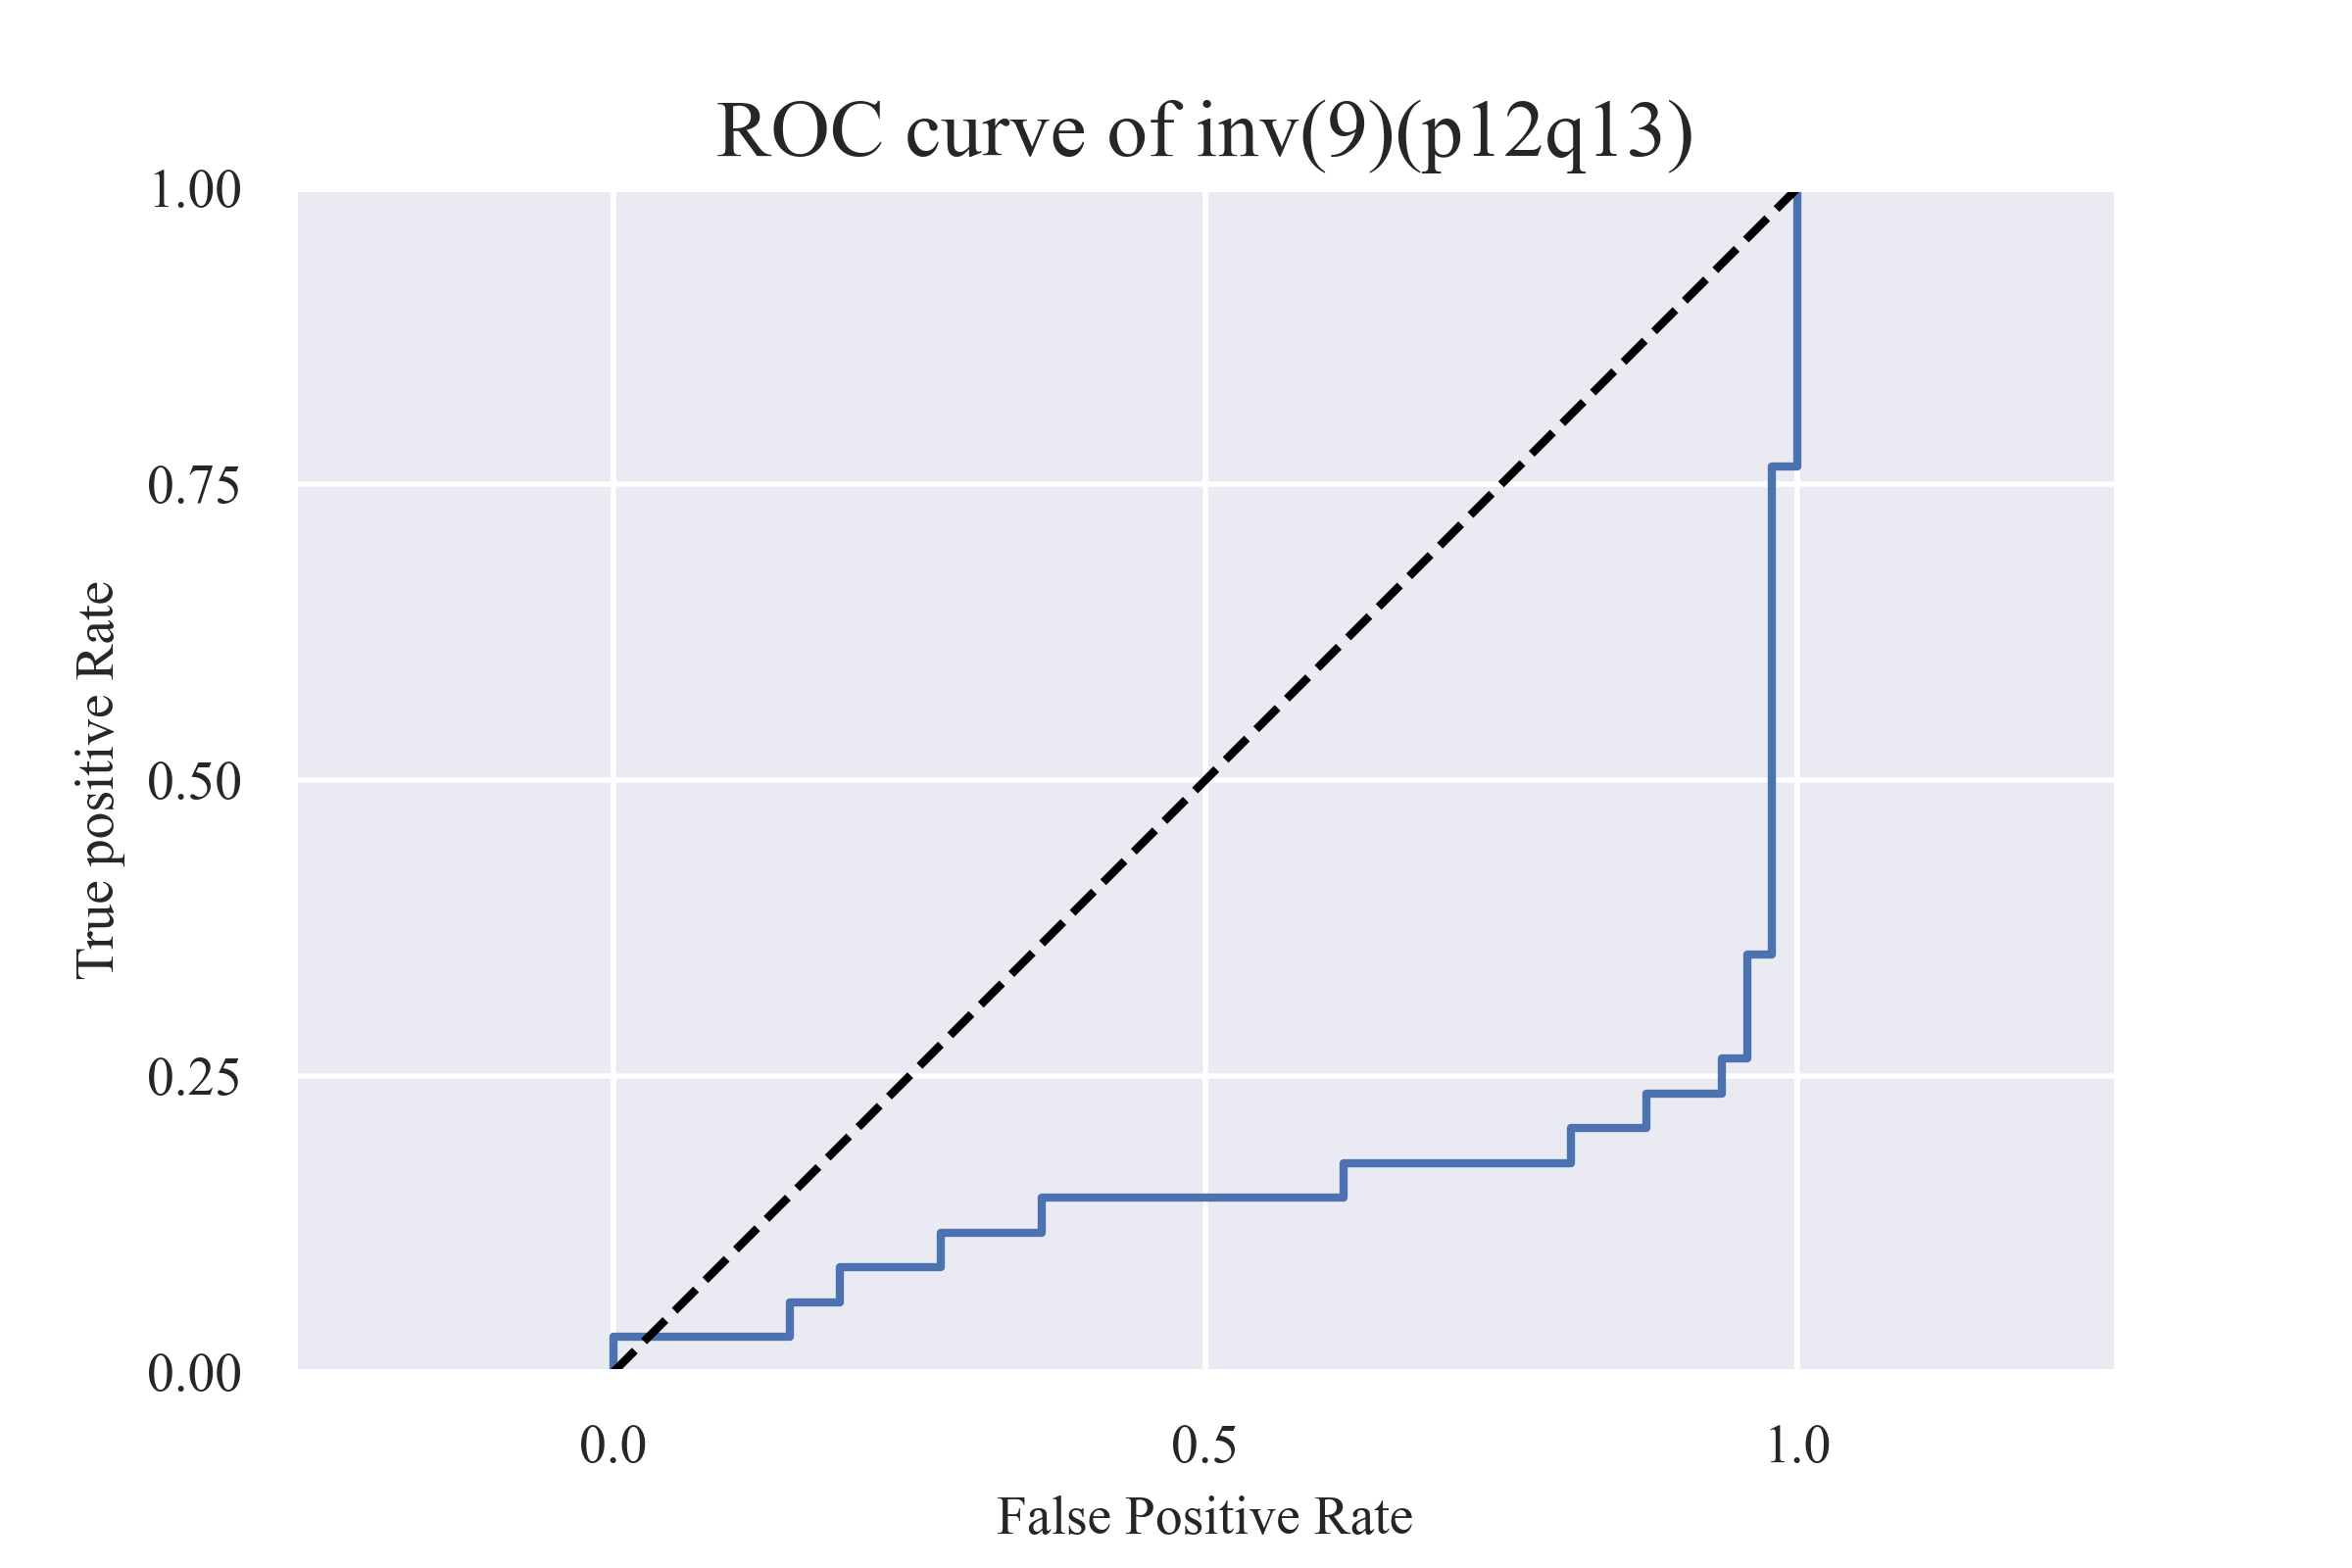 ROC curve of inv(9)(p12q13)
1.00
0.75
0.50
0.25
0.00
True positive Rate
0.0 0.5 1.0
False Positive Rate